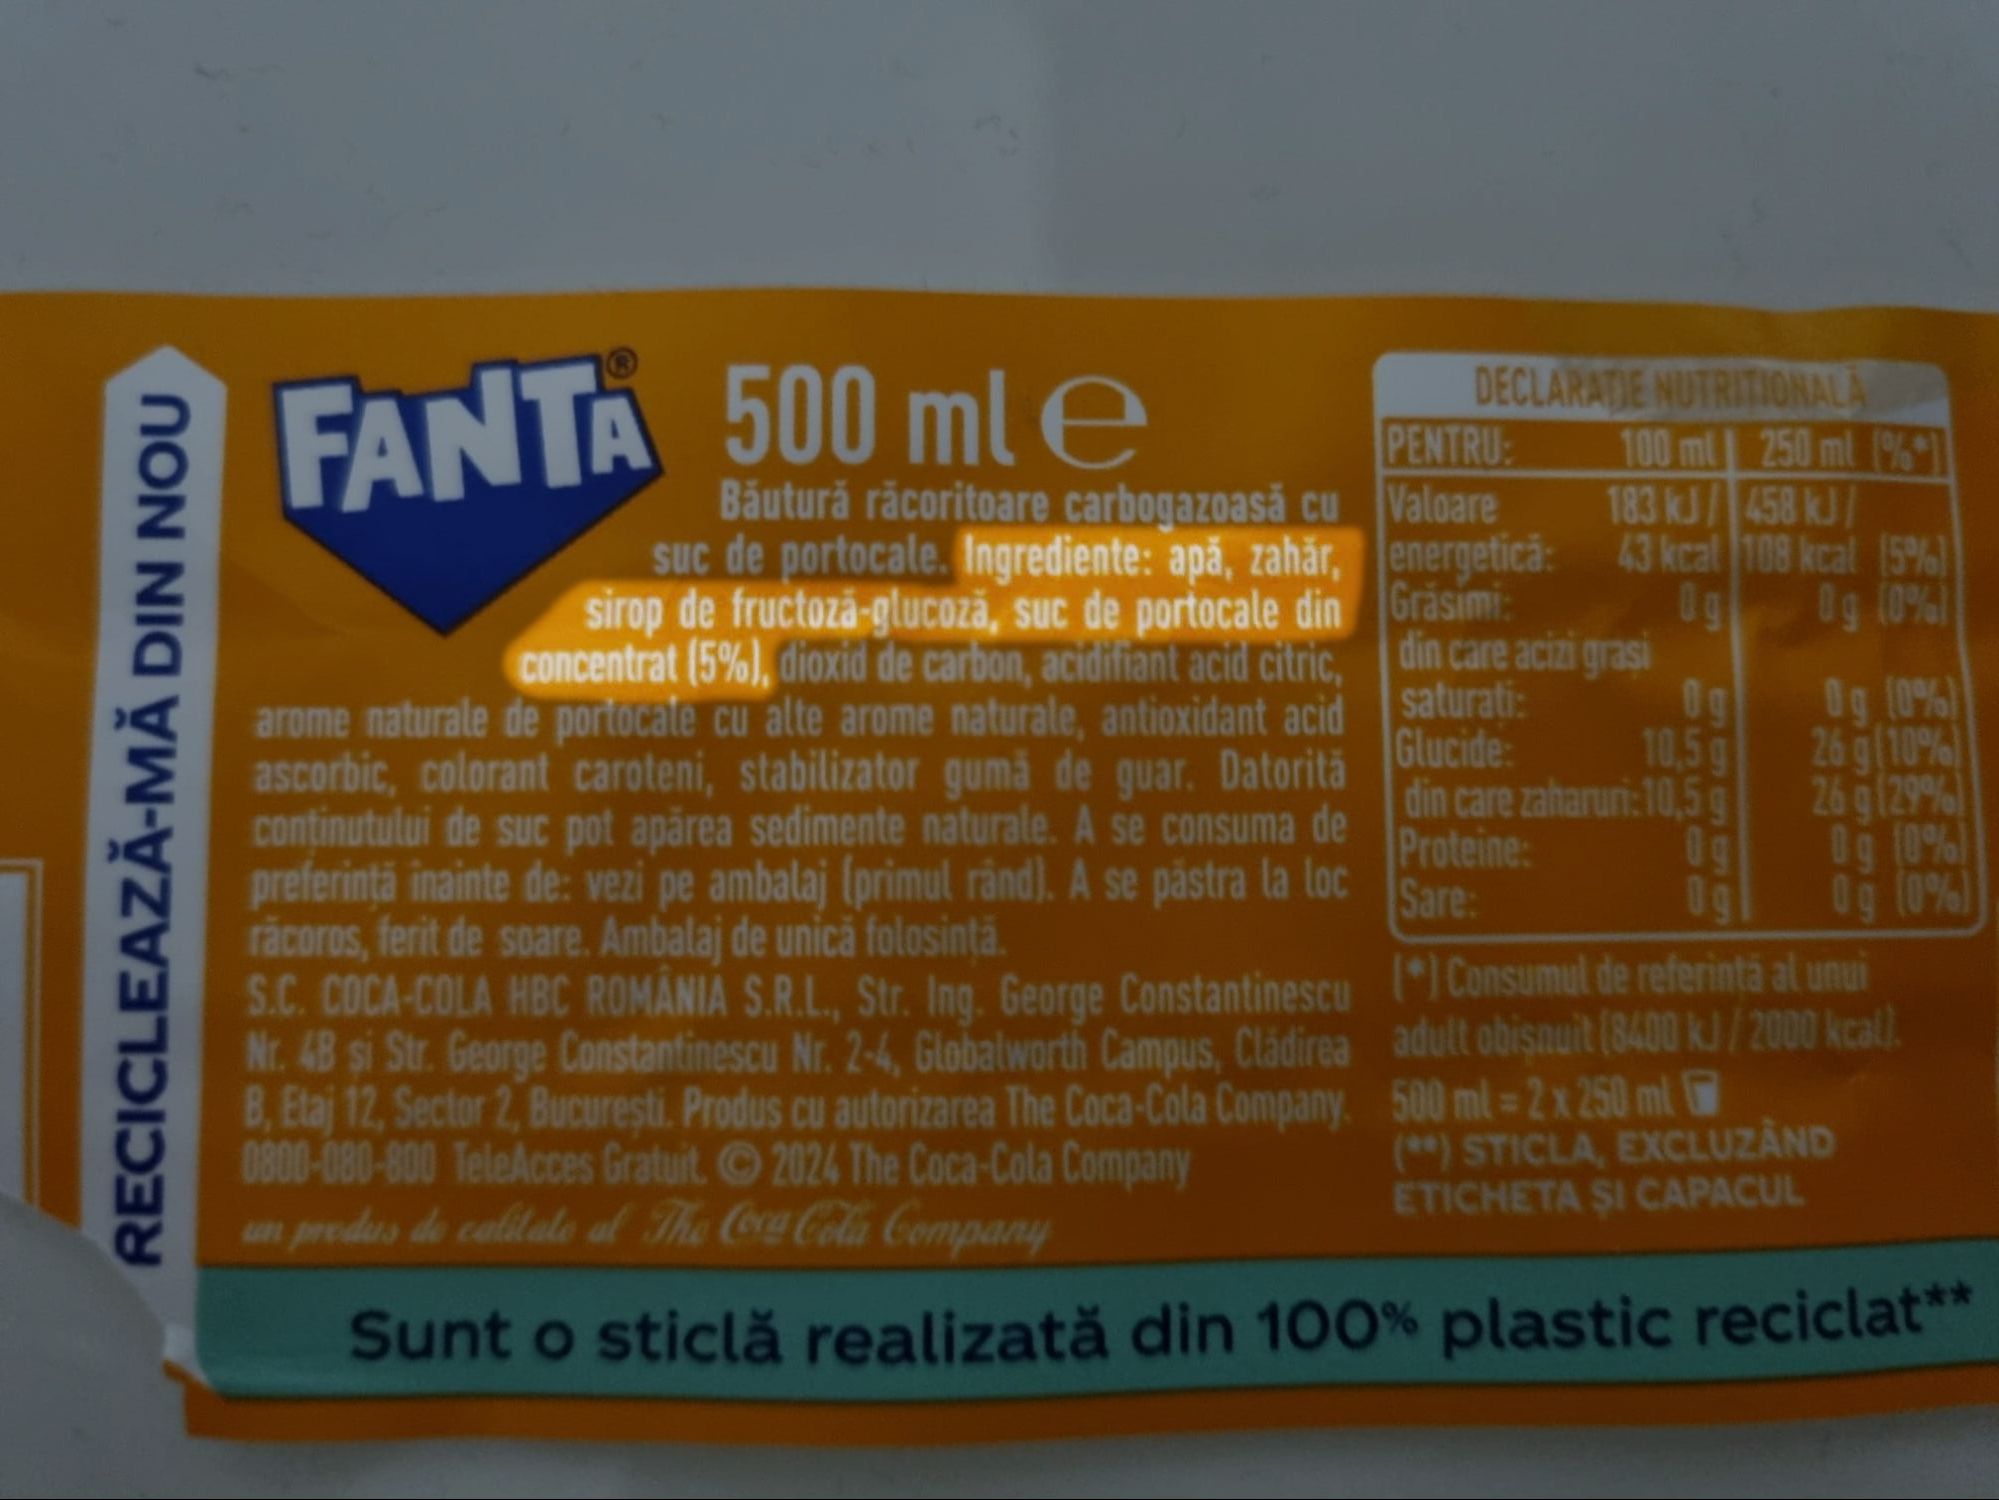 RECICLEAZĂ-MĂ DIN NOU
FANTA®
500 ml e
Băutură răcoritoare carbogazoasă cu
suc de portocale. Ingrediente: apă, zahăr,
sirop de fructoză-glucoză, suc de portocale din
concentrat (5%), dioxid de carbon, acidifiant acid citric,
arome naturale de portocale cu alte arome naturale, antioxidant acid
ascorbic, colorant caroteni, stabilizator gumă de guar. Datorită
conținutului de suc pot apărea sedimente naturale. A se consuma de
preferință înainte de: vezi pe ambalaj (primul rând). A se păstra la loc
răcoros, ferit de soare. Ambalaj de unică folosință.
S.C. COCA-COLA HBC ROMÂNIA S.R.L., Str. Ing. George Constantinescu
Nr. 4B și Str. George Constantinescu Nr. 2-4, Globalworth Campus, Clădirea
B, Etaj 12, Sector 2, București. Produs cu autorizarea The Coca-Cola Company.
0800-080-800 TeleAcces Gratuit. © 2024 The Coca-Cola Company
un produs de calitate al The Coca-Cola Company
DECLARAȚIE NUTRIȚIONALĂ
PENTRU: 100 ml 250 ml (%*)
Valoare 183 kJ / 458 kJ /
energetică: 43 kcal 108 kcal (5%)
Grăsimi: 0 g 0 g (0%)
din care acizi grași
saturați: 0 g 0 g (0%)
Glucide: 10,5 g 26 g (10%)
din care zaharuri: 10,5 g 26 g (29%)
Proteine: 0 g 0 g (0%)
Sare: 0 g 0 g (0%)
(*) Consumul de referință al unui
adult obișnuit (8400 kJ / 2000 kcal).
500 ml = 2 x 250 ml
(**) STICLA, EXCLUZÂND
ETICHETA ȘI CAPACUL
Sunt o sticlă realizată din 100% plastic reciclat**